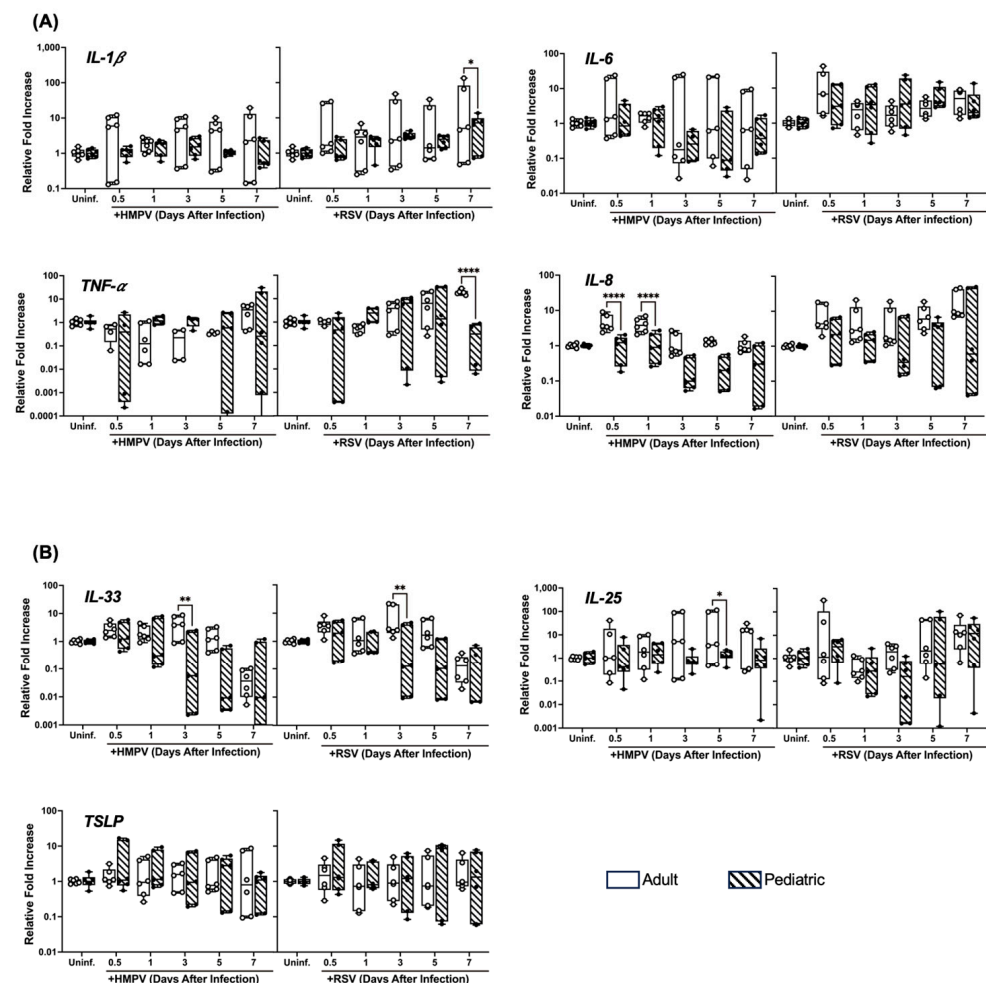 (A)
IL-1β
Relative Fold Increase
1,000
100
10
1
0.1
*
Uninf. 0.5 1 3 5 7 Uninf. 0.5 1 3 5 7
+HMPV (Days After Infection) +RSV (Days After Infection)
IL-6
Relative Fold Increase
100
10
1
0.1
0.01
Uninf. 0.5 1 3 5 7 Uninf. 0.5 1 3 5 7
+HMPV (Days After Infection) +RSV (Days After infection)
TNF-α
Relative Fold Increase
100
10
1
0.1
0.01
0.001
0.0001
****
Uninf. 0.5 1 3 5 7 Uninf. 0.5 1 3 5 7
+HMPV (Days After Infection) +RSV (Days After Infection)
IL-8
Relative Fold Increase
100
10
1
0.1
0.01
**** ****
Uninf. 0.5 1 3 5 7 Uninf. 0.5 1 3 5 7
+HMPV (Days After Infection) +RSV (Days After Infection)
(B)
IL-33
Relative Fold Increase
100
10
1
0.1
0.01
0.001
** **
Uninf. 0.5 1 3 5 7 Uninf. 0.5 1 3 5 7
+HMPV (Days After Infection) +RSV (Days After Infection)
IL-25
Relative Fold Increase
1,000
100
10
1
0.1
0.01
0.001
*
Uninf. 0.5 1 3 5 7 Uninf. 0.5 1 3 5 7
+HMPV (Days After Infection) +RSV (Days After Infection)
TSLP
Relative Fold Increase
100
10
1
0.1
0.01
Uninf. 0.5 1 3 5 7 Uninf. 0.5 1 3 5 7
+HMPV (Days After Infection) +RSV (Days After Infection)
Adult Pediatric